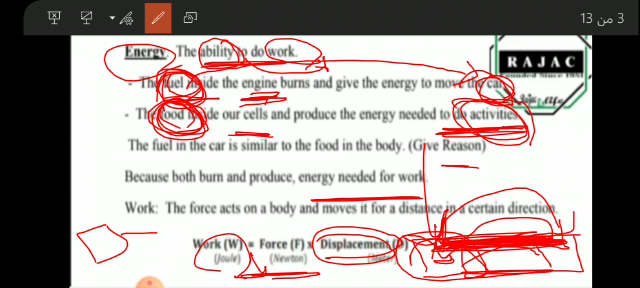 3 من 13
Energy: The ability to do work.
RAJAC
Founded Since 1981
- The fuel inside the engine burns and give the energy to move the car
- The food inside our cells and produce the energy needed to do activities.
The fuel in the car is similar to the food in the body. (Give Reason)
Because both burn and produce, energy needed for work.
Work: The force acts on a body and moves it for a distance in a certain direction.
Work (W) = Force (F) x Displacement (D)
(Joule) (Newton)